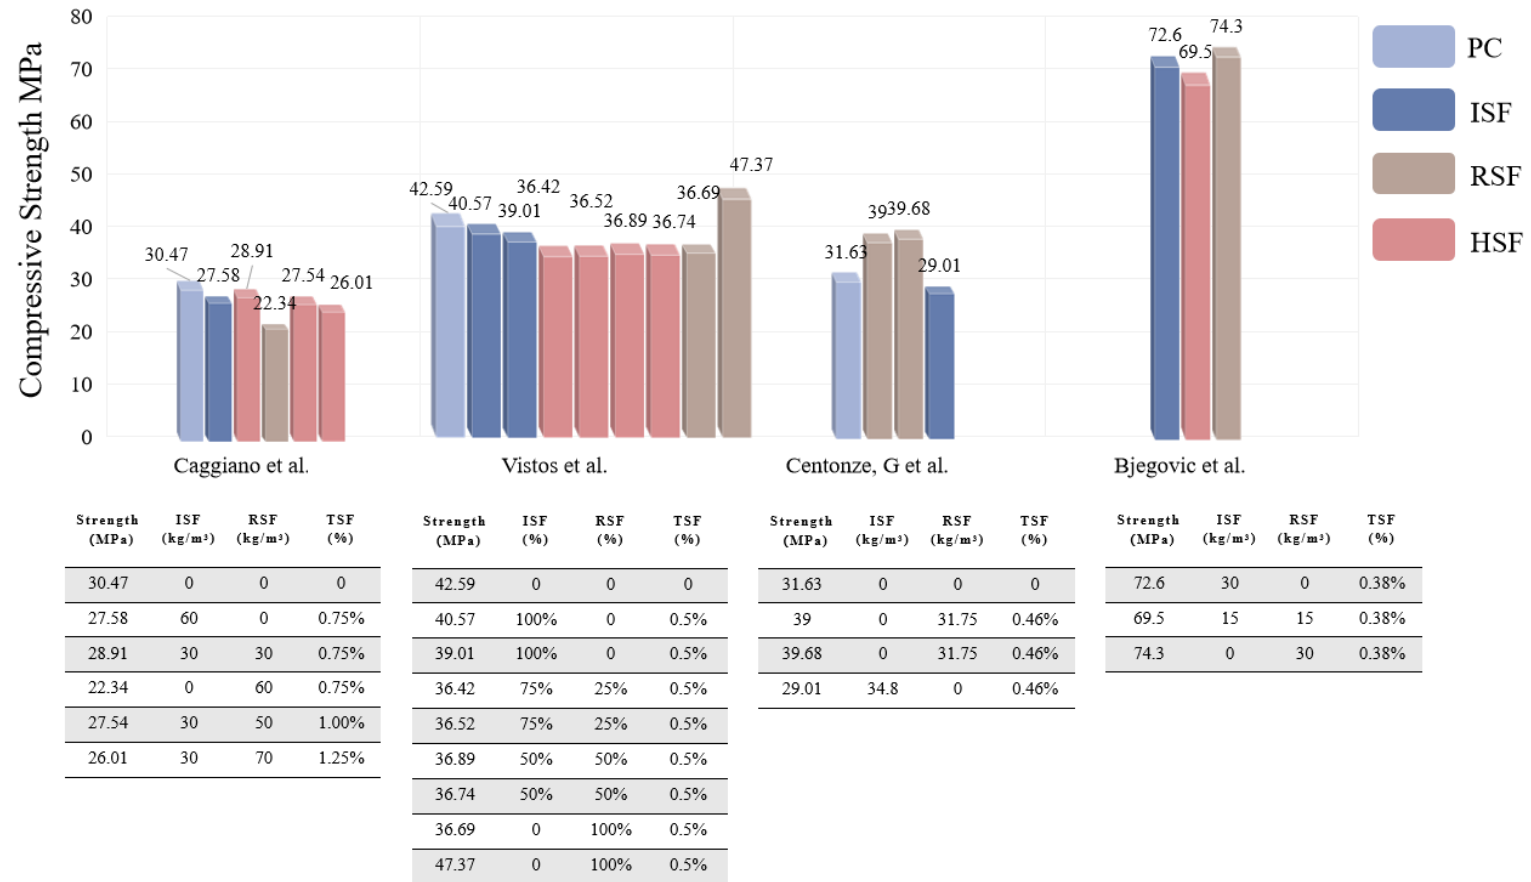 Compressive Strength MPa
80
70
60
50
40
30
20
10
0
30.47
27.58
28.91
22.34
27.54
26.01
42.59
40.57
39.01
36.42
36.52
36.89
36.74
36.69
47.37
31.63
39
39.68
29.01
72.6
69.5
74.3
PC
ISF
RSF
HSF
Caggiano et al.
Vistos et al.
Centonze, G et al.
Bjegovic et al.
Strength ISF RSF TSF
(MPa) (kg/m³) (kg/m³) (%)
30.47 0 0 0
27.58 60 0 0.75%
28.91 30 30 0.75%
22.34 0 60 0.75%
27.54 30 50 1.00%
26.01 30 70 1.25%
Strength ISF RSF TSF
(MPa) (%) (%) (%)
42.59 0 0 0
40.57 100% 0 0.5%
39.01 100% 0 0.5%
36.42 75% 25% 0.5%
36.52 75% 25% 0.5%
36.89 50% 50% 0.5%
36.74 50% 50% 0.5%
36.69 0 100% 0.5%
47.37 0 100% 0.5%
Strength ISF RSF TSF
(MPa) (kg/m³) (kg/m³) (%)
31.63 0 0 0
39 0 31.75 0.46%
39.68 0 31.75 0.46%
29.01 34.8 0 0.46%
Strength ISF RSF TSF
(MPa) (kg/m³) (kg/m³) (%)
72.6 30 0 0.38%
69.5 15 15 0.38%
74.3 0 30 0.38%